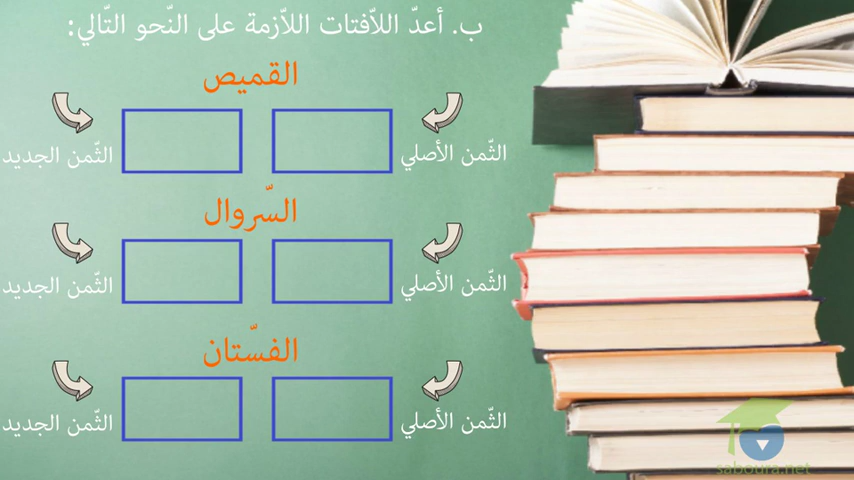 ب. أعدّ اللاّفتات اللاّزمة على النّحو التّالي:
القميص
الثّمن الأصلي
الثّمن الجديد
السّروال
الثّمن الأصلي
الثّمن الجديد
الفسّتان
الثّمن الأصلي
الثّمن الجديد
saboura.net